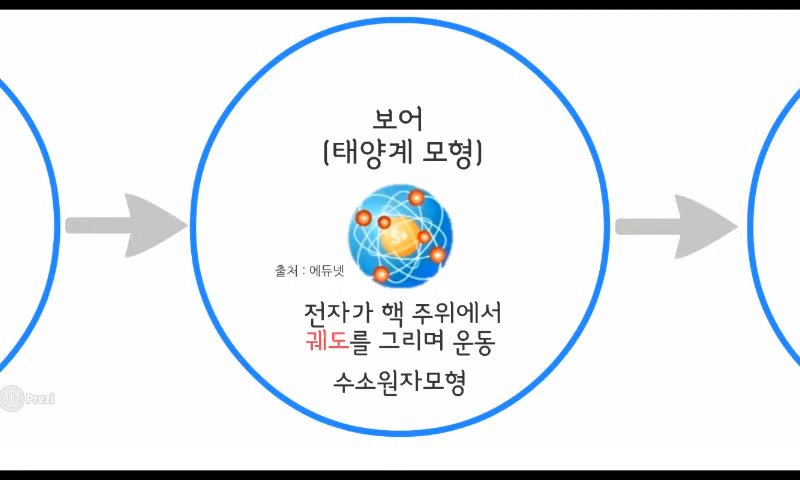 보어
(태양계 모형)
출처 : 에듀넷
전자가 핵 주위에서
궤도를 그리며 운동
수소원자모형
Prezi